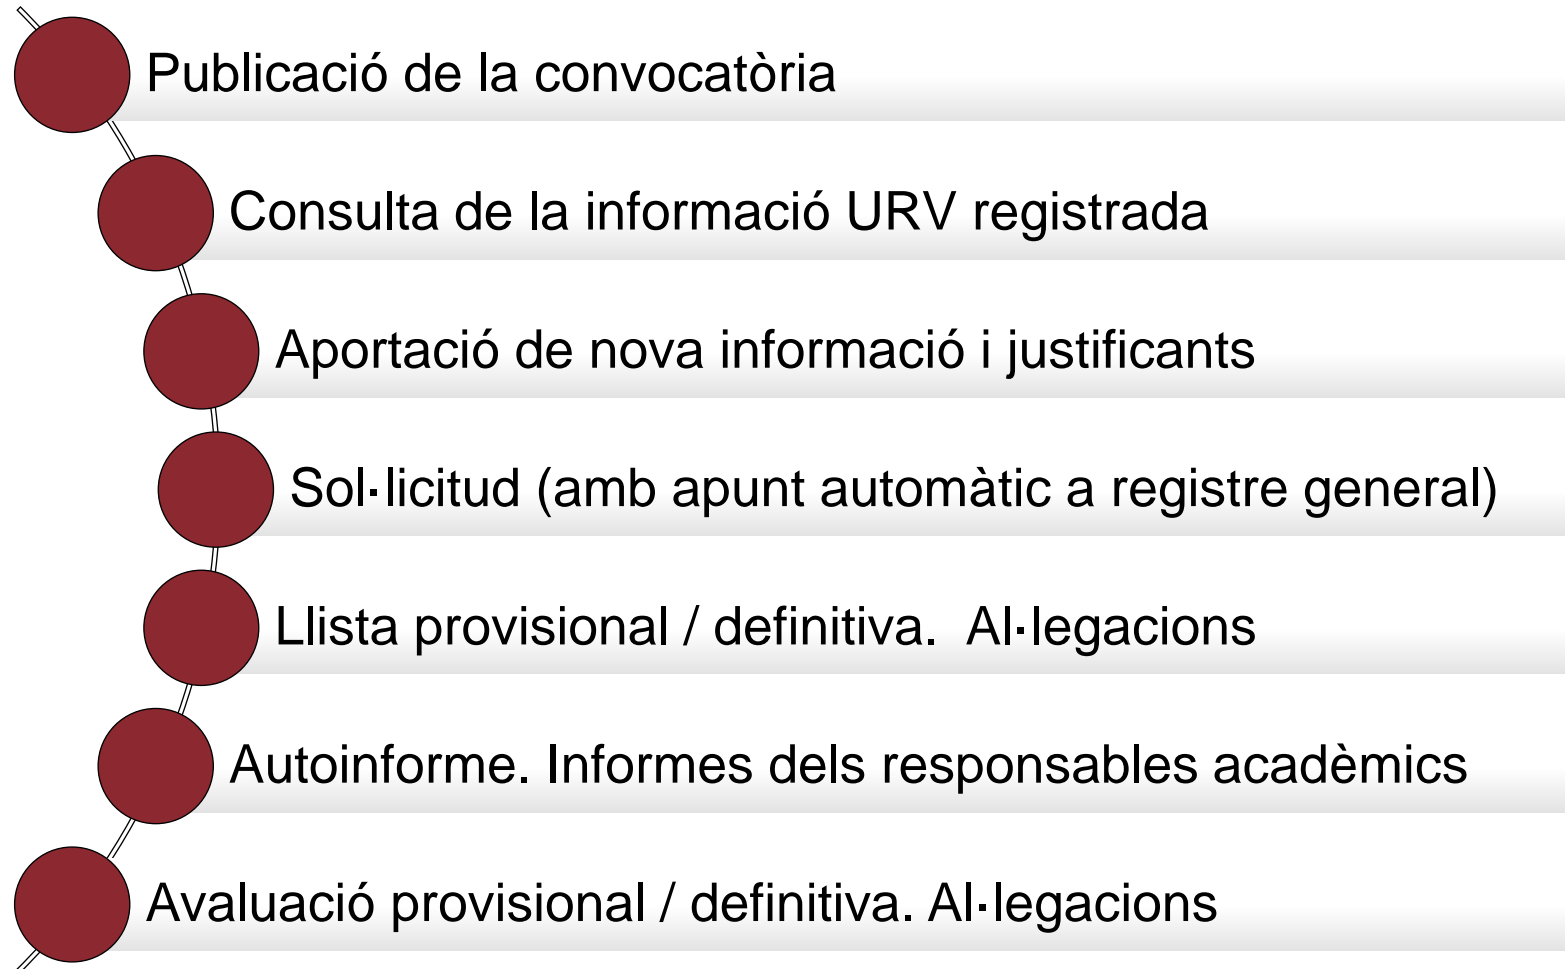 Publicació de la convocatòria
Consulta de la informació URV registrada
Aportació de nova informació i justificants
Sol·licitud (amb apunt automàtic a registre general)
Llista provisional / definitiva.  Al·legacions
Autoinforme. Informes dels responsables acadèmics
Avaluació provisional / definitiva. Al·legacions